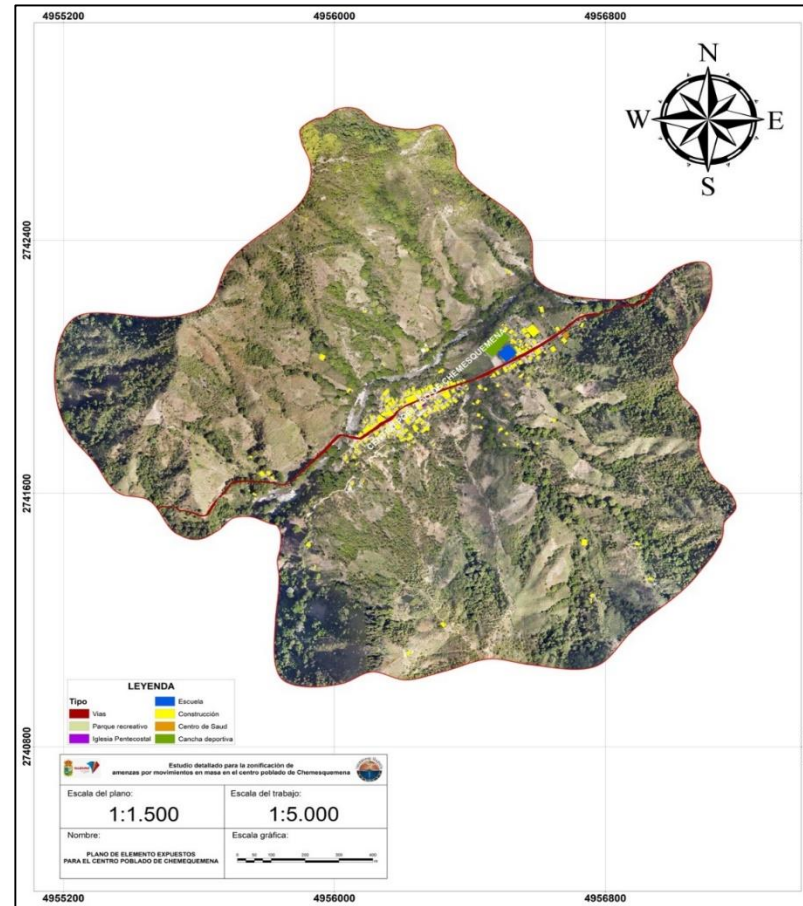 4955200 4956000 4956800
N
W E
S
2742400
CHEMESQUEMENA
2741600
LEYENDA
Tipo
Vías
Parque recreativo
Iglesia Pentecostal
Escuela
Construcción
Centro de Saud
Cancha deportiva
2740800
Estudio detallado para la zonificación de
amenzas por movimientos en masa en el centro poblado de Chemesquemena
Escala del plano:
1:1.500
Escala del trabajo:
1:5.000
Nombre:
PLANO DE ELEMENTO EXPUESTOS
PARA EL CENTRO POBLADO DE CHEMEQUEMENA
Escala gráfica:
4955200 4956000 4956800